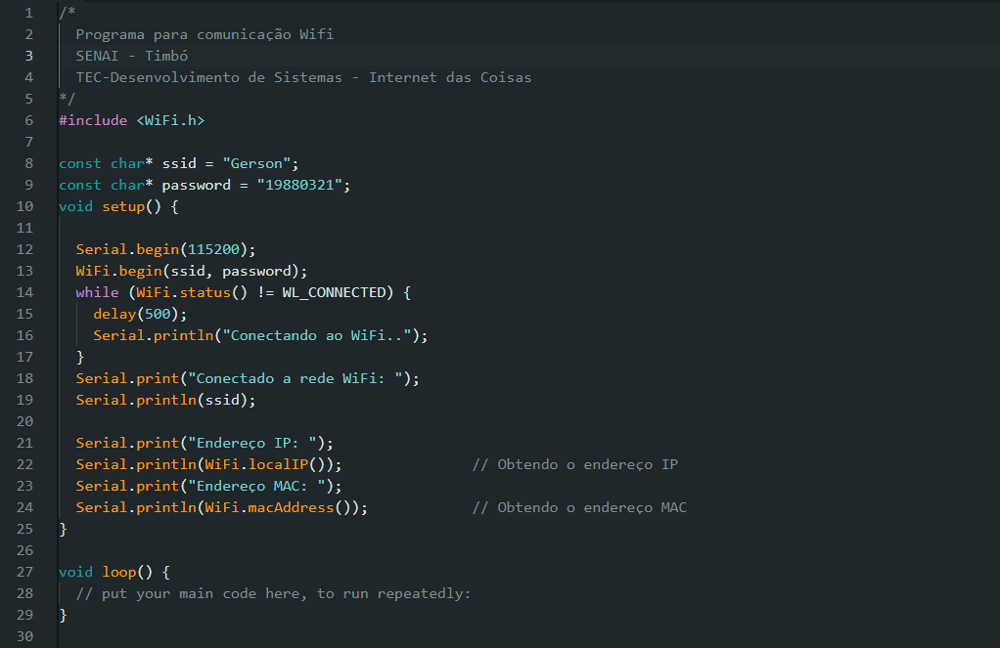 1 /*
2 Programa para comunicação Wifi
3 SENAI - Timbó
4 TEC-Desenvolvimento de Sistemas - Internet das Coisas
5 */
6 #include <WiFi.h>
7
8 const char* ssid = "Gerson";
9 const char* password = "19880321";
10 void setup() {
11
12 Serial.begin(115200);
13 WiFi.begin(ssid, password);
14 while (WiFi.status() != WL_CONNECTED) {
15 delay(500);
16 Serial.println("Conectando ao WiFi..");
17 }
18 Serial.print("Conectado a rede WiFi: ");
19 Serial.println(ssid);
20
21 Serial.print("Endereço IP: ");
22 Serial.println(WiFi.localIP()); // Obtendo o endereço IP
23 Serial.print("Endereço MAC: ");
24 Serial.println(WiFi.macAddress()); // Obtendo o endereço MAC
25 }
26
27 void loop() {
28 // put your main code here, to run repeatedly:
29 }
30